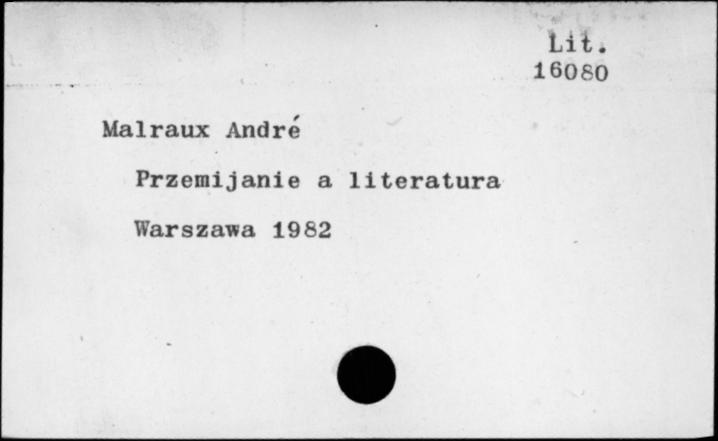 Lit.
16080
Malraux André
Przemijanie a literatura
Warszawa 1982